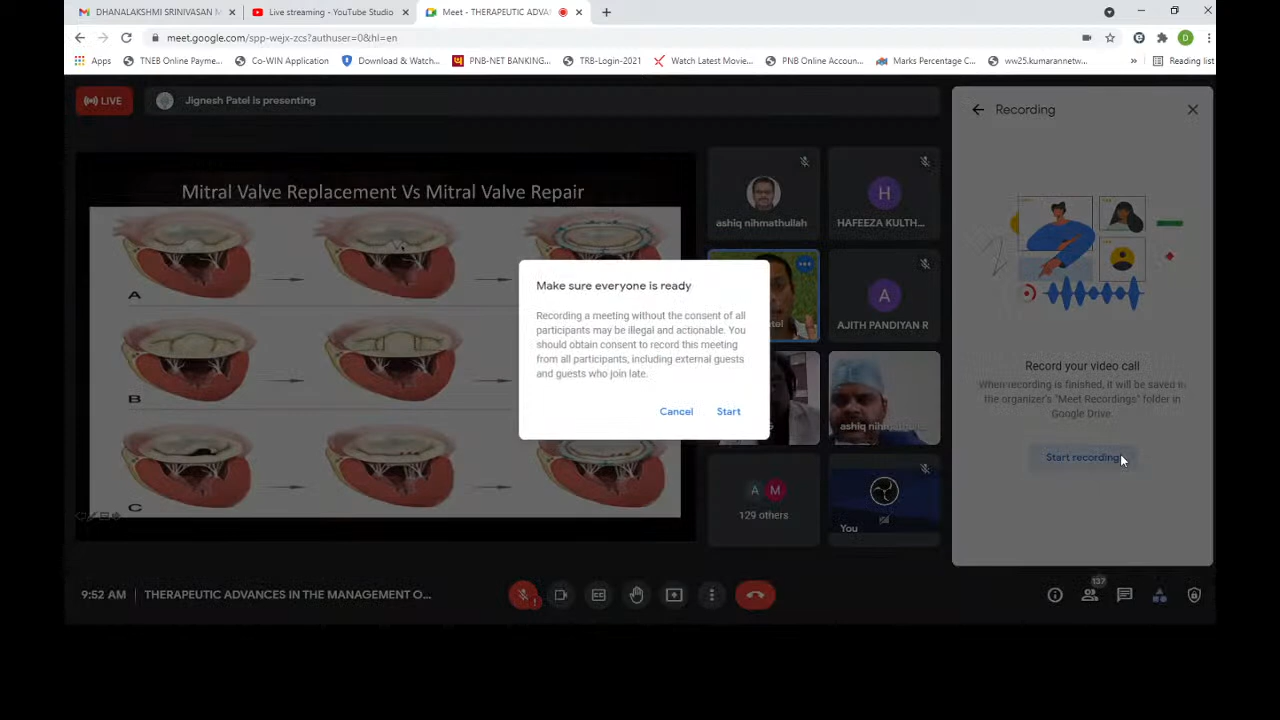 DHANALAKSHMI SRINIVASAN M
Live streaming - YouTube Studio
Meet - THERAPEUTIC ADVA
meet.google.com/spp-wejx-zcs?authuser=0&hl=en
Apps
TNEB Online Payme...
Co-WIN Application
Download & Watch...
PNB-NET BANKING...
TRB-Login-2021
Watch Latest Movie...
PNB Online Accoun...
Marks Percentage C...
ww25.kumarannetw...
»
Reading list
LIVE
Jignesh Patel is presenting
Recording
Mitral Valve Replacement Vs Mitral Valve Repair
A
B
C
ashiq nihmathullah
H
HAFEEZA KULTH...
A
AJITH PANDIYAN R
ashiq nihmathu
A M
129 others
You
Make sure everyone is ready
Recording a meeting without the consent of all
participants may be illegal and actionable. You
should obtain consent to record this meeting
from all participants, including external guests
and guests who join late.
Cancel
Start
Record your video call
When recording is finished, it will be saved in
the organizer's "Meet Recordings" folder in
Google Drive.
Start recording
9:52 AM
THERAPEUTIC ADVANCES IN THE MANAGEMENT O...
137